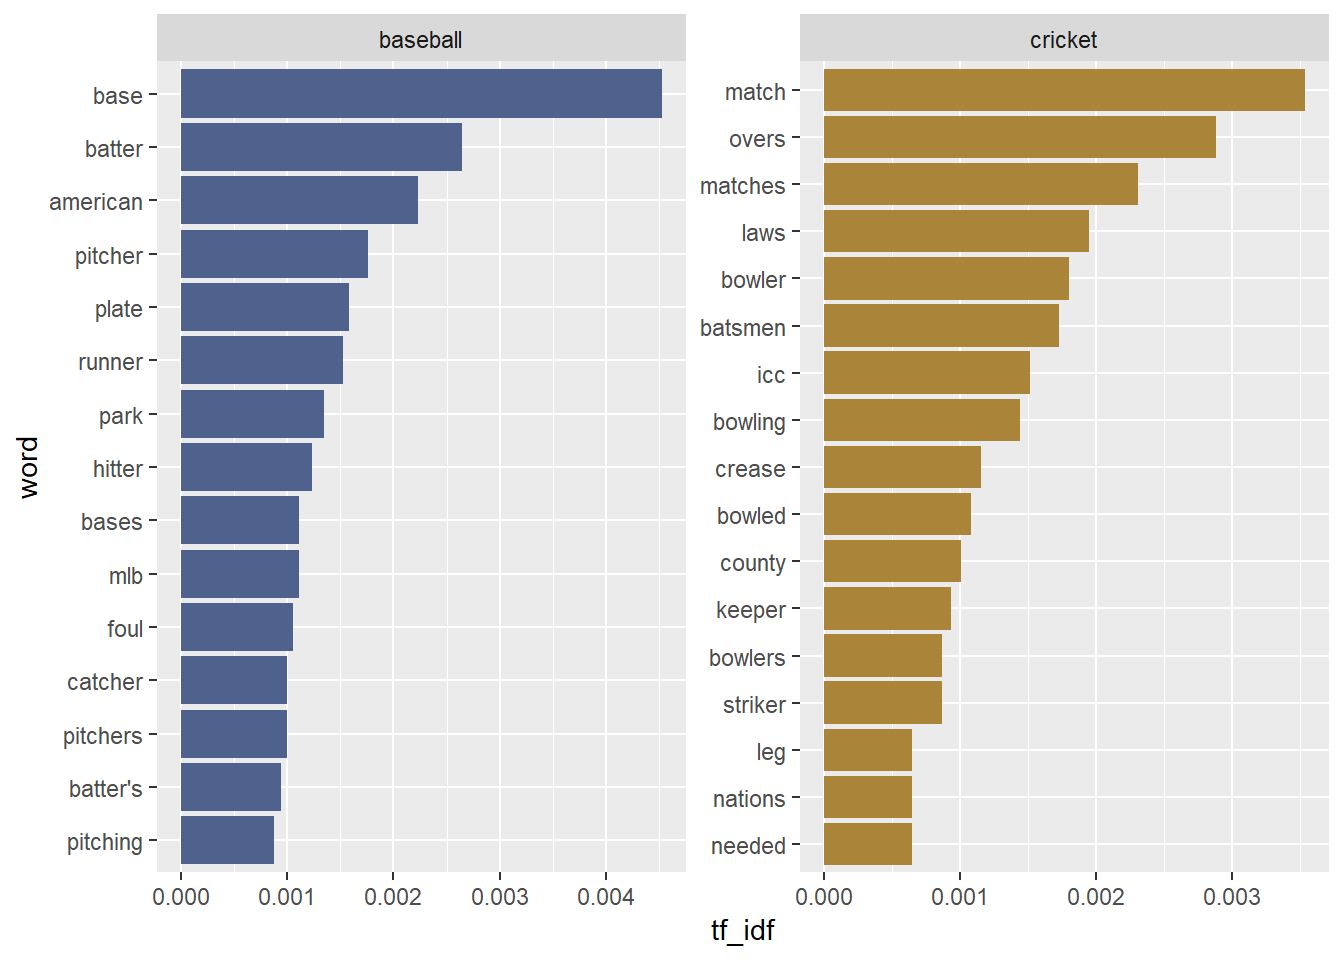 baseball
cricket
word
base
batter
american
pitcher
plate
runner
park
hitter
bases
mlb
foul
catcher
pitchers
batter's
pitching
0.000 0.001 0.002 0.003 0.004
match
overs
matches
laws
bowler
batsmen
icc
bowling
crease
bowled
county
keeper
bowlers
striker
leg
nations
needed
0.000 0.001 0.002 0.003
tf_idf